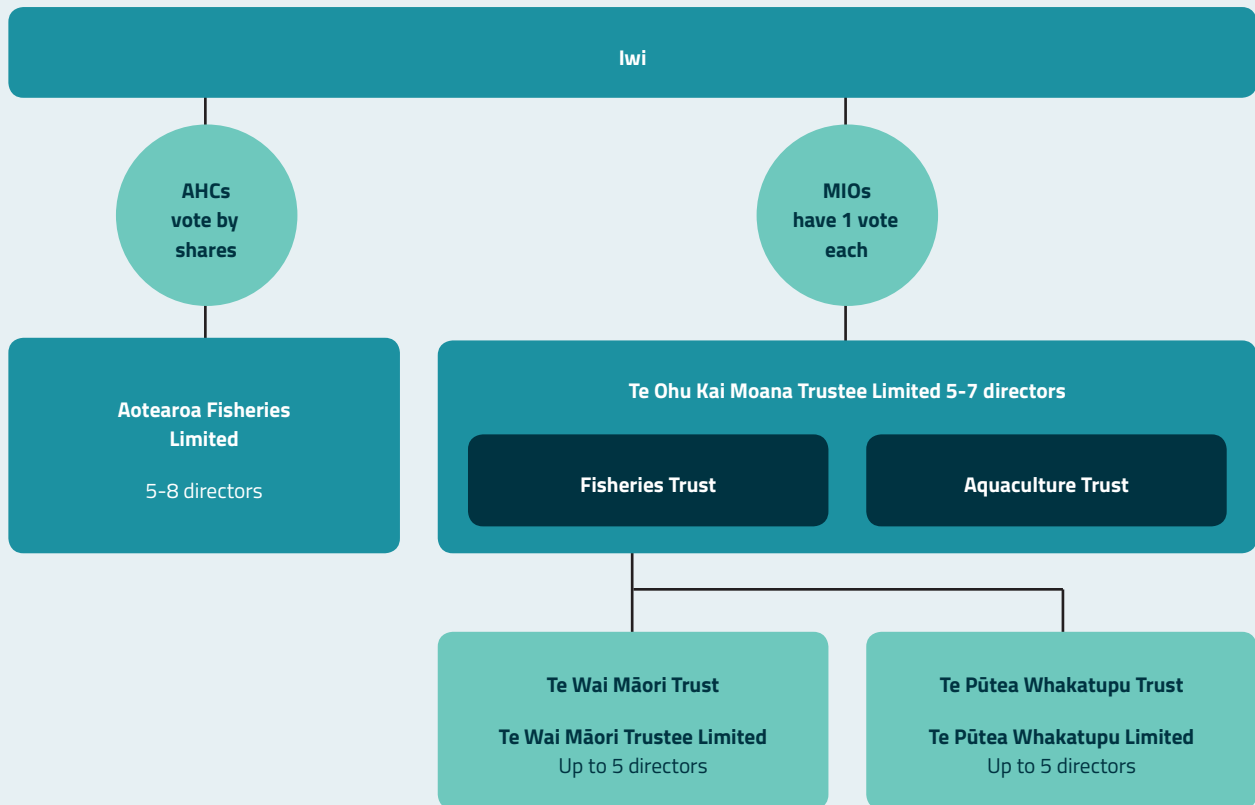 Iwi
AHCs
vote by
shares
MIOs
have 1 vote
each
Aotearoa Fisheries
Limited
5-8 directors
Te Ohu Kai Moana Trustee Limited 5-7 directors
Fisheries Trust
Aquaculture Trust
Te Wai Māori Trust
Te Wai Māori Trustee Limited
Up to 5 directors
Te Pūtea Whakatupu Trust
Te Pūtea Whakatupu Limited
Up to 5 directors